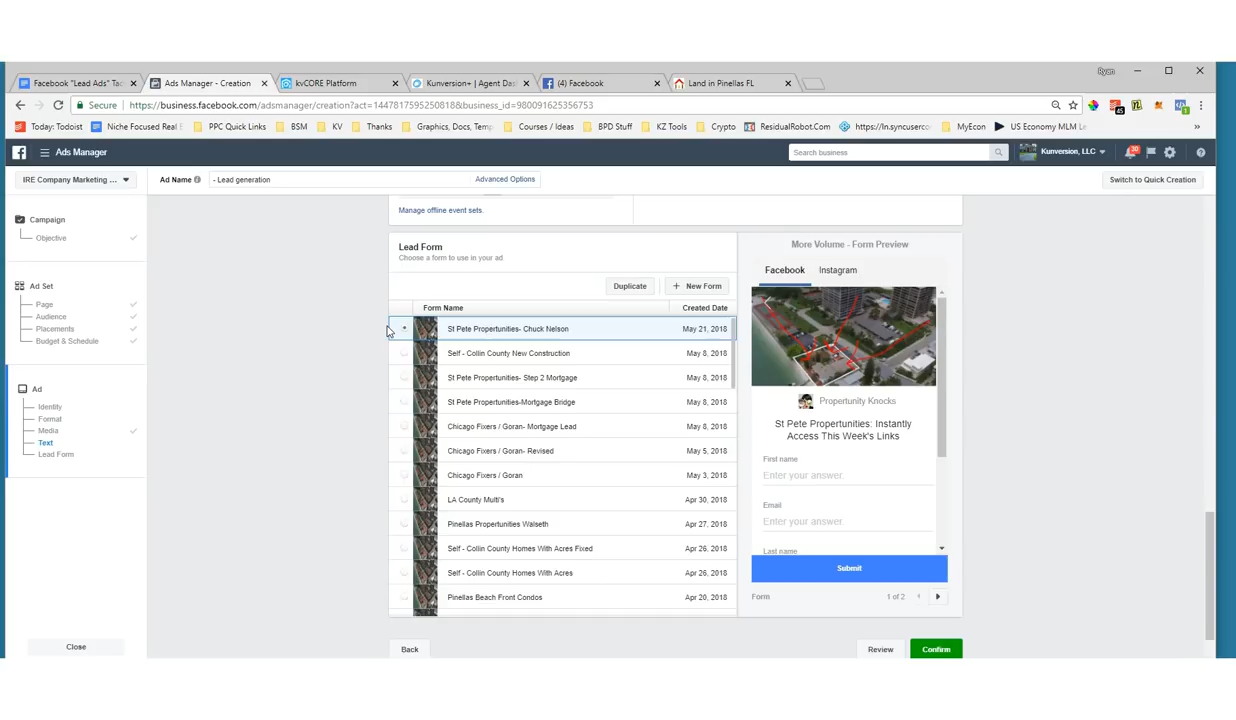 Ryan
Facebook "Lead Ads" Tac
Ads Manager - Creation
kvCORE Platform
Kunversion+ | Agent Das
(4) Facebook
Land in Pinellas FL
Secure
https://business.facebook.com/adsmanager/creation?act=1447817595250818&business_id=980091625356753
45
Today: Todoist
Niche Focused Real E
PPC Quick Links
BSM
KV
Thanks
Graphics, Docs, Temp
Courses / Ideas
BPD Stuff
KZ Tools
Crypto
ResidualRobot.Com
https://ln.syncuserco
MyEcon
US Economy MLM Le
»
Ads Manager
Search business
Kunversion, LLC
30
IRE Company Marketing ...
Ad Name
- Lead generation
Advanced Options
Switch to Quick Creation
Campaign
Objective
Ad Set
Page
Audience
Placements
Budget & Schedule
Ad
Identity
Format
Media
Text
Lead Form
Close
Manage offline event sets.
Lead Form
Choose a form to use in your ad
Duplicate
+ New Form
Form Name Created Date
St Pete Propertunities- Chuck Nelson May 21, 2018
Self - Collin County New Construction May 8, 2018
St Pete Propertunities- Step 2 Mortgage May 8, 2018
St Pete Propertunities-Mortgage Bridge May 8, 2018
Chicago Fixers / Goran- Mortgage Lead May 8, 2018
Chicago Fixers / Goran- Revised May 5, 2018
Chicago Fixers / Goran May 3, 2018
LA County Multi's Apr 30, 2018
Pinellas Propertunities Walseth Apr 27, 2018
Self - Collin County Homes With Acres Fixed Apr 26, 2018
Self - Collin County Homes With Acres Apr 26, 2018
Pinellas Beach Front Condos Apr 20, 2018
More Volume - Form Preview
Facebook
Instagram
Propertunity Knocks
St Pete Propertunities: Instantly
Access This Week's Links
First name
Enter your answer.
Email
Enter your answer.
Last name
Submit
Form
1 of 2
Back
Review
Confirm